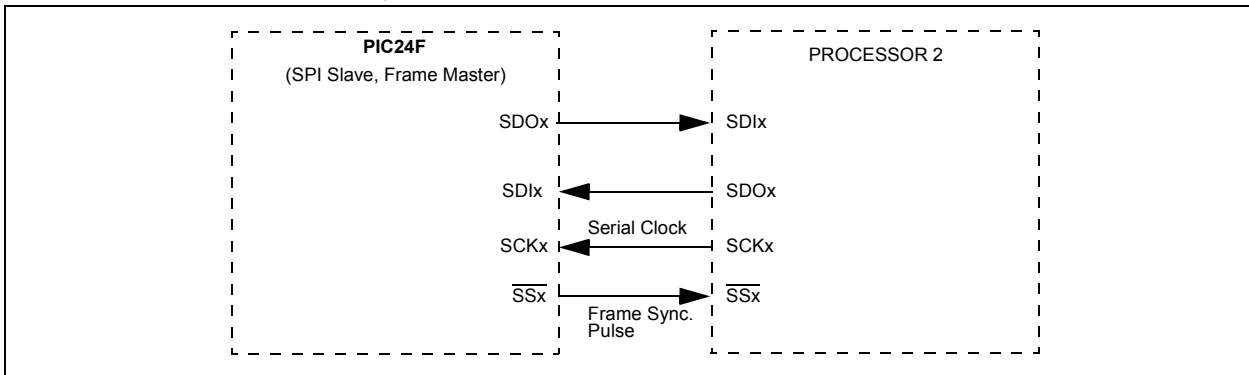 PIC24F
(SPI Slave, Frame Master)
PROCESSOR 2
SDOx
SDIx
SDIx
SDOx
Serial Clock
SCKx
SCKx
SSx
SSx
Frame Sync.
Pulse